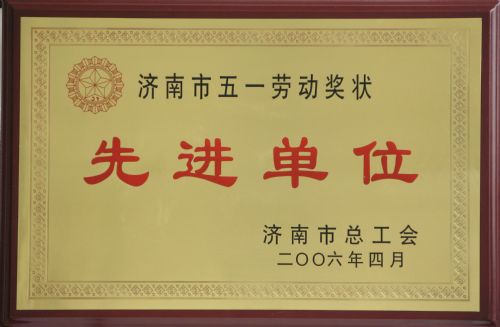 济南市五一劳动奖状
先进单位
济南市总工会
二〇〇六年四月